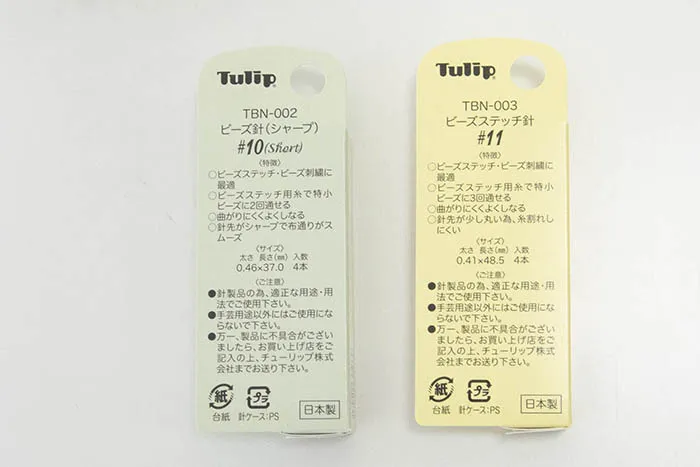 Tulip
TBN-002
ビーズ針(シャープ)
#10(Short)
〈特徴〉
○ビーズステッチ・ビーズ刺繍に
最適
○ビーズステッチ用糸で特小
ビーズに2回通せる
○曲がりにくくよくしなる
○針先がシャープで布通りがス
ムーズ
〈サイズ〉
太さ 長さ(㎜) 入数
0.46×37.0 4本
〈ご注意〉
●針製品の為、適正な用途・用
法でご使用下さい。
●手芸用途以外にはご使用にな
らないで下さい。
●万一、製品に不具合がござい
ましたら、お買い上げ店をご
記入の上、チューリップ株式
会社までお送り下さい。
紙
プラ
台紙 針ケース:PS
日本製
Tulip
TBN-003
ビーズステッチ針
#11
〈特徴〉
○ビーズステッチ・ビーズ刺繍に
最適
○ビーズステッチ用糸で特小
ビーズに3回通せる
○曲がりにくくよくしなる
○針先が少し丸い為、糸割れし
にくい
〈サイズ〉
太さ 長さ(㎜) 入数
0.41×48.5 4本
〈ご注意〉
●針製品の為、適正な用途・用
法でご使用下さい。
●手芸用途以外にはご使用にな
らないで下さい。
●万一、製品に不具合がござい
ましたら、お買い上げ店をご
記入の上、チューリップ株式
会社までお送り下さい。
紙
プラ
台紙 針ケース:PS
日本製